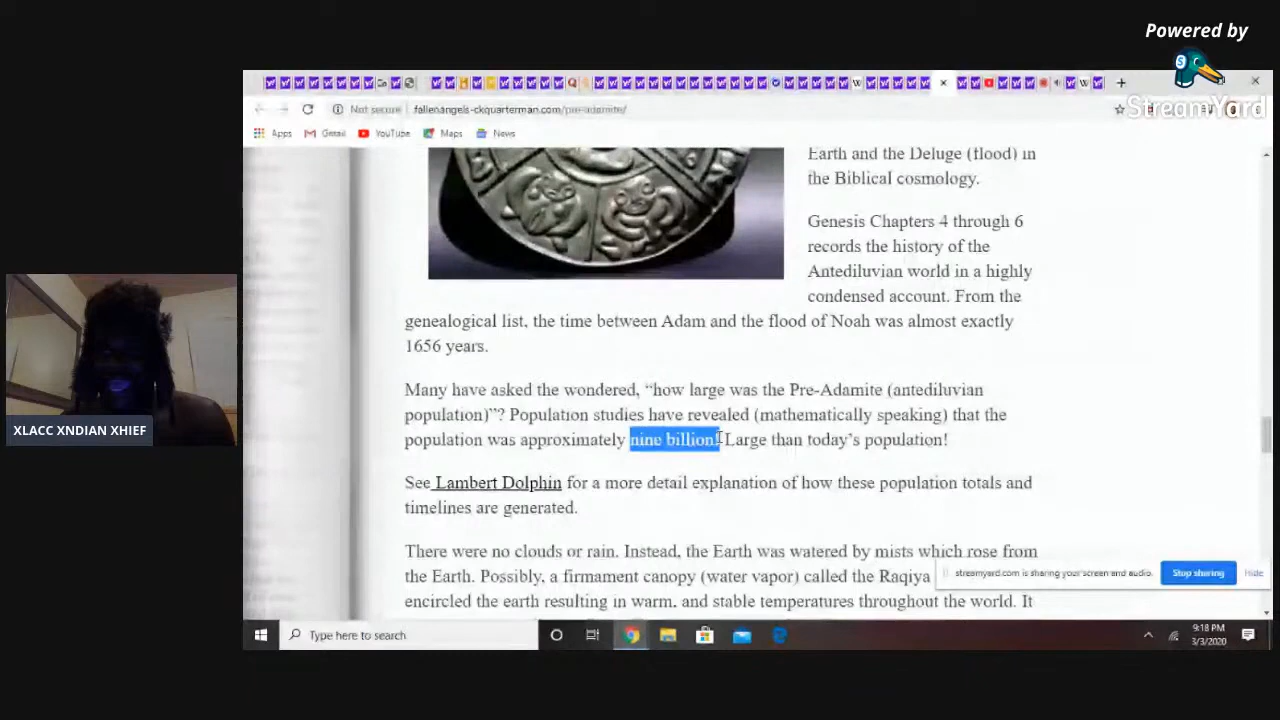 Powered by
StreamYard
Not secure
fallenangels-ckquarterman.com/pre-adamite/
Apps
Gmail
YouTube
Maps
News
Earth and the Deluge (flood) in
the Biblical cosmology.
Genesis Chapters 4 through 6
records the history of the
Antediluvian world in a highly
condensed account. From the
genealogical list, the time between Adam and the flood of Noah was almost exactly
1656 years.
Many have asked the wondered, “how large was the Pre-Adamite (antediluvian
population)”? Population studies have revealed (mathematically speaking) that the
population was approximately nine billion! Large than today’s population!
See Lambert Dolphin for a more detail explanation of how these population totals and
timelines are generated.
There were no clouds or rain. Instead, the Earth was watered by mists which rose from
the Earth. Possibly, a firmament canopy (water vapor) called the Raqiya
encircled the earth resulting in warm, and stable temperatures throughout the world. It
streamyard.com is sharing your screen and audio.
Stop sharing
Hide
XLACC XNDIAN XHIEF
Type here to search
9:18 PM
3/3/2020